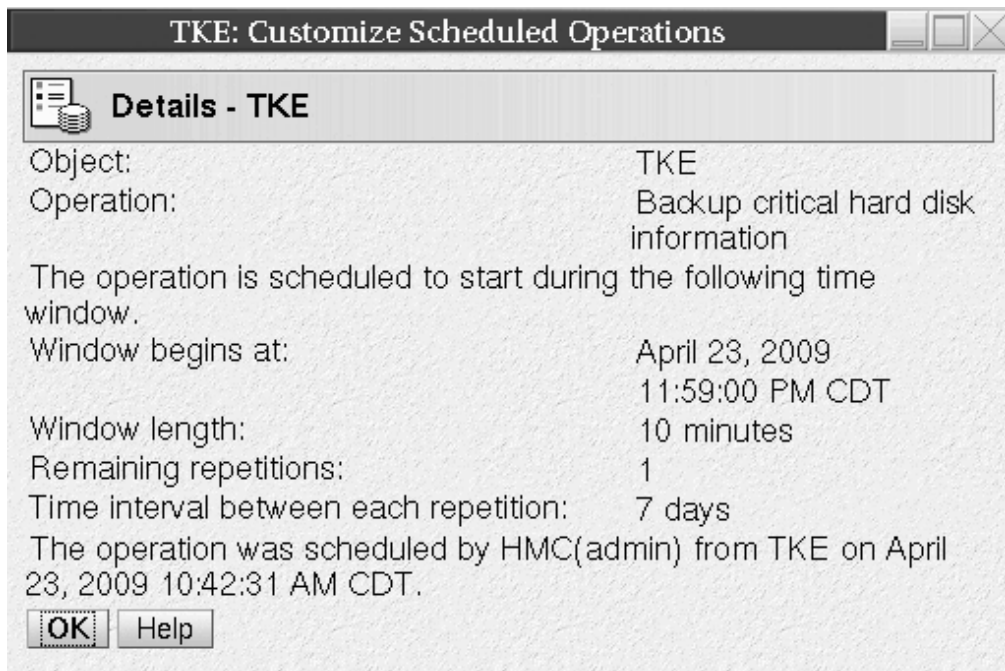 TKE: Customize Scheduled Operations
Details - TKE
Object: TKE
Operation: Backup critical hard disk
information
The operation is scheduled to start during the following time
window.
Window begins at: April 23, 2009
11:59:00 PM CDT
Window length: 10 minutes
Remaining repetitions: 1
Time interval between each repetition: 7 days
The operation was scheduled by HMC(admin) from TKE on April
23, 2009 10:42:31 AM CDT.
OK Help